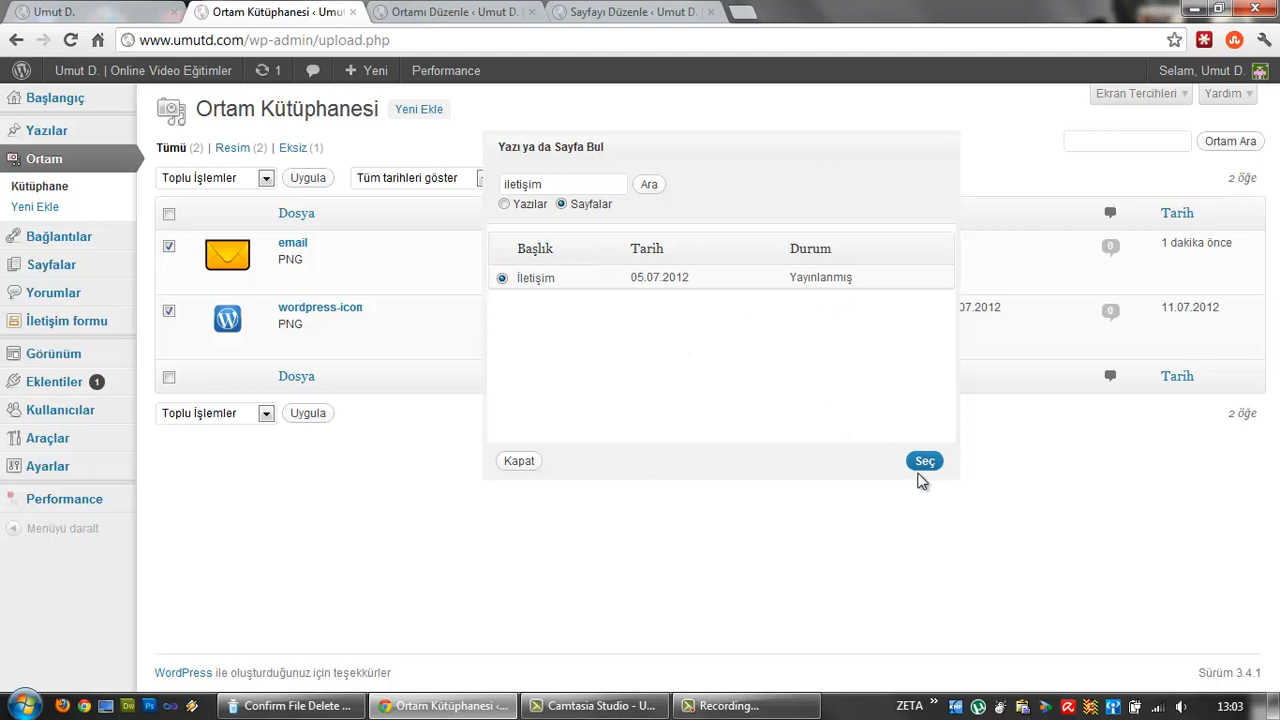 Umut D.
Ortam Kütüphanesi ‹ Umut
Ortamı Düzenle ‹ Umut D.
Sayfayı Düzenle ‹ Umut D.
www.umutd.com/wp-admin/upload.php
Umut D. | Online Video Eğitimler
1
Yeni
Performance
Selam, Umut D.
Başlangıç
Yazılar
Ortam
Kütüphane
Yeni Ekle
Bağlantılar
Sayfalar
Yorumlar
İletişim formu
Görünüm
Eklentiler 1
Kullanıcılar
Araçlar
Ayarlar
Performance
Menüyü daralt
Ortam Kütüphanesi
Yeni Ekle
Ekran Tercihleri
Yardım
Tümü (2) | Resim (2) | Eksiz (1)
Ortam Ara
Toplu İşlemler
Uygula
Tüm tarihleri göster
2 öğe
Dosya
Tarih
email
PNG
0
1 dakika önce
wordpress-icon
PNG
07.2012
0
11.07.2012
Dosya
Tarih
Toplu İşlemler
Uygula
2 öğe
Yazı ya da Sayfa Bul
iletişim
Ara
Yazılar
Sayfalar
Başlık Tarih Durum
İletişim 05.07.2012 Yayınlanmış
Kapat
Seç
WordPress ile oluşturduğunuz için teşekkürler
Sürüm 3.4.1
Confirm File Delete ...
Ortam Kütüphanesi ‹...
Camtasia Studio - U...
Recording...
ZETA
13:03